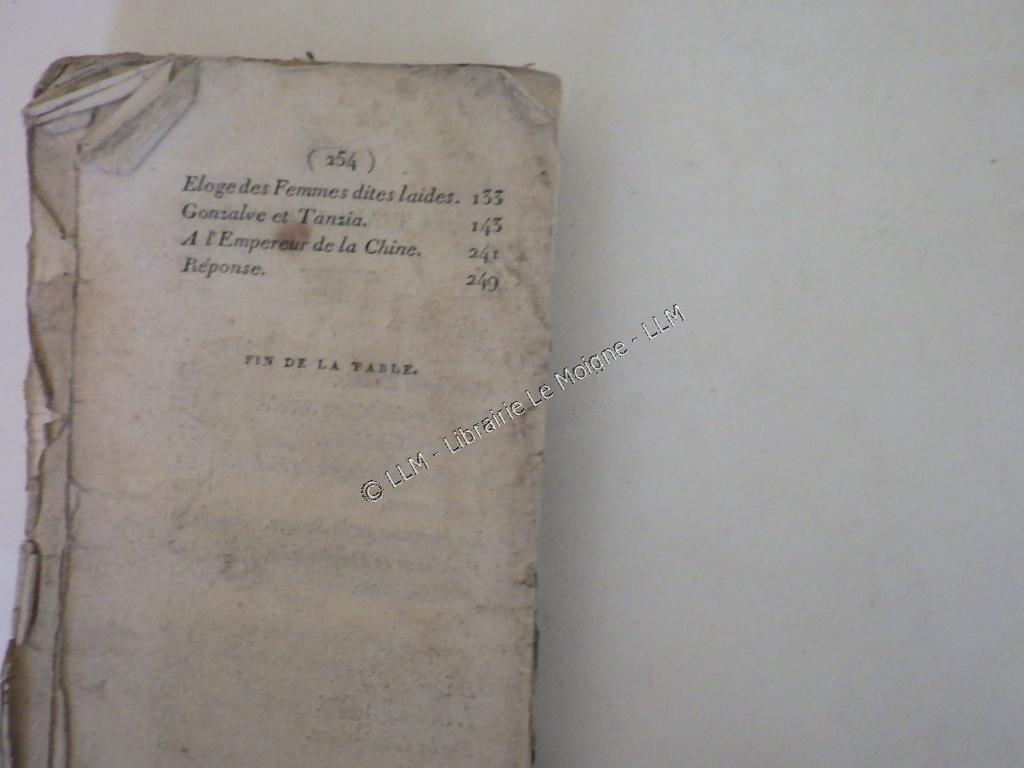 ( 254 )
Eloge des Femmes dites laides. 133
Gonzalve et Tanzia. 143
A l'Empereur de la Chine. 241
Réponse. 249
FIN DE LA TABLE.
© LLM - Librairie Le Moigne - LLM